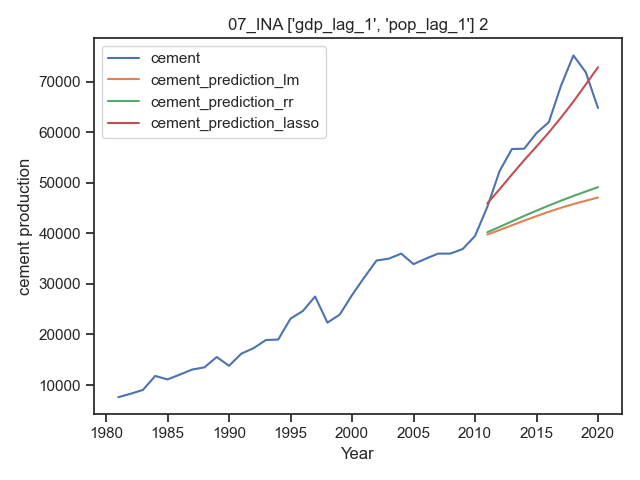 07_INA ['gdp_lag_1', 'pop_lag_1'] 2
cement
cement_prediction_lm
cement_prediction_rr
cement_prediction_lasso
cement production
70000
60000
50000
40000
30000
20000
10000
1980 1985 1990 1995 2000 2005 2010 2015 2020
Year